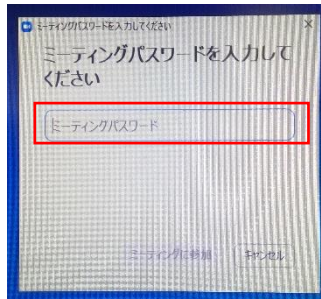 ミーティングパスワードを入力してください
ミーティングパスワードを入力して
ください
ミーティングパスワード
ミーティングに参加
キャンセル